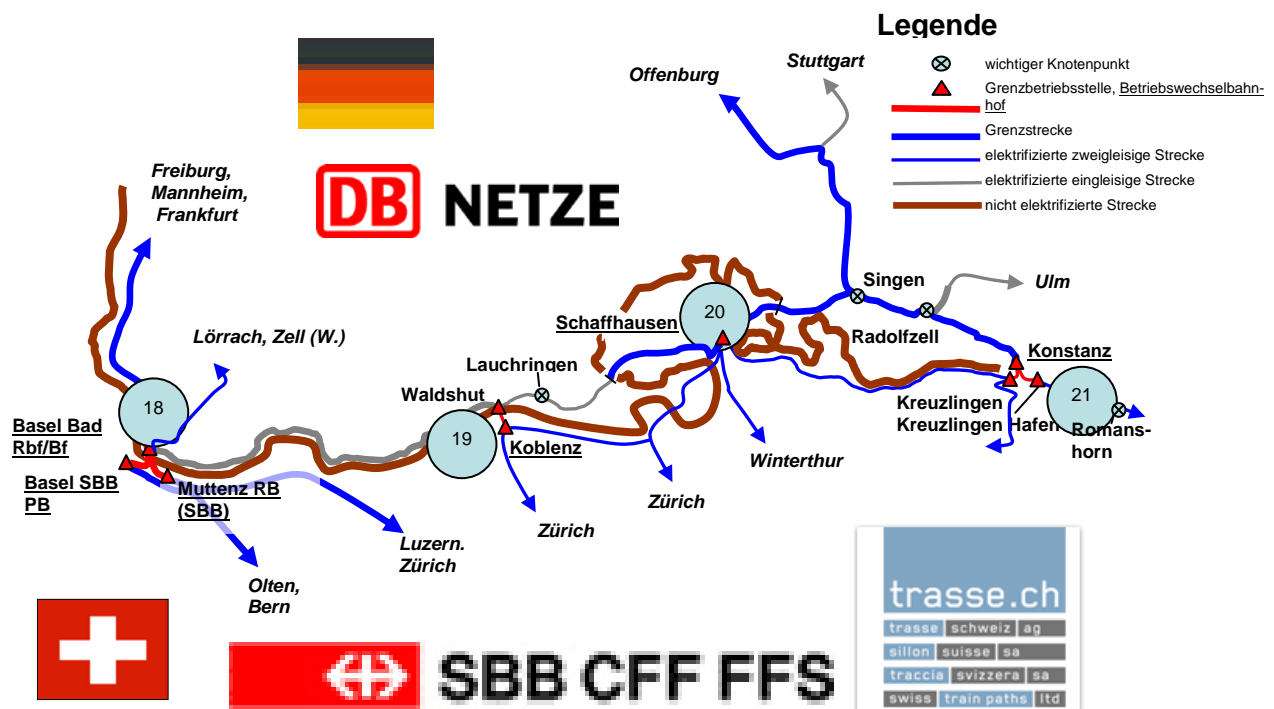 Legende
wichtiger Knotenpunkt
Grenzbetriebsstelle, Betriebswechselbahn-
hof
Grenzstrecke
elektrifizierte zweigleisige Strecke
elektrifizierte eingleisige Strecke
nicht elektrifizierte Strecke
Stuttgart
Offenburg
Freiburg,
Mannheim,
Frankfurt
DB NETZE
Singen
Ulm
20
Schaffhausen
Radolfzell
Lörrach, Zell (W.)
Konstanz
Lauchringen
Waldshut
18
21
Kreuzlingen
Kreuzlingen Hafen
Romans-
horn
Basel Bad
Rbf/Bf
19
Koblenz
Winterthur
Basel SBB
PB
Muttenz RB
(SBB)
Zürich
Zürich
Luzern.
Zürich
Olten,
Bern
trasse.ch
trasse schweiz ag
sillon suisse sa
traccia svizzera sa
swiss train paths ltd
SBB CFF FFS